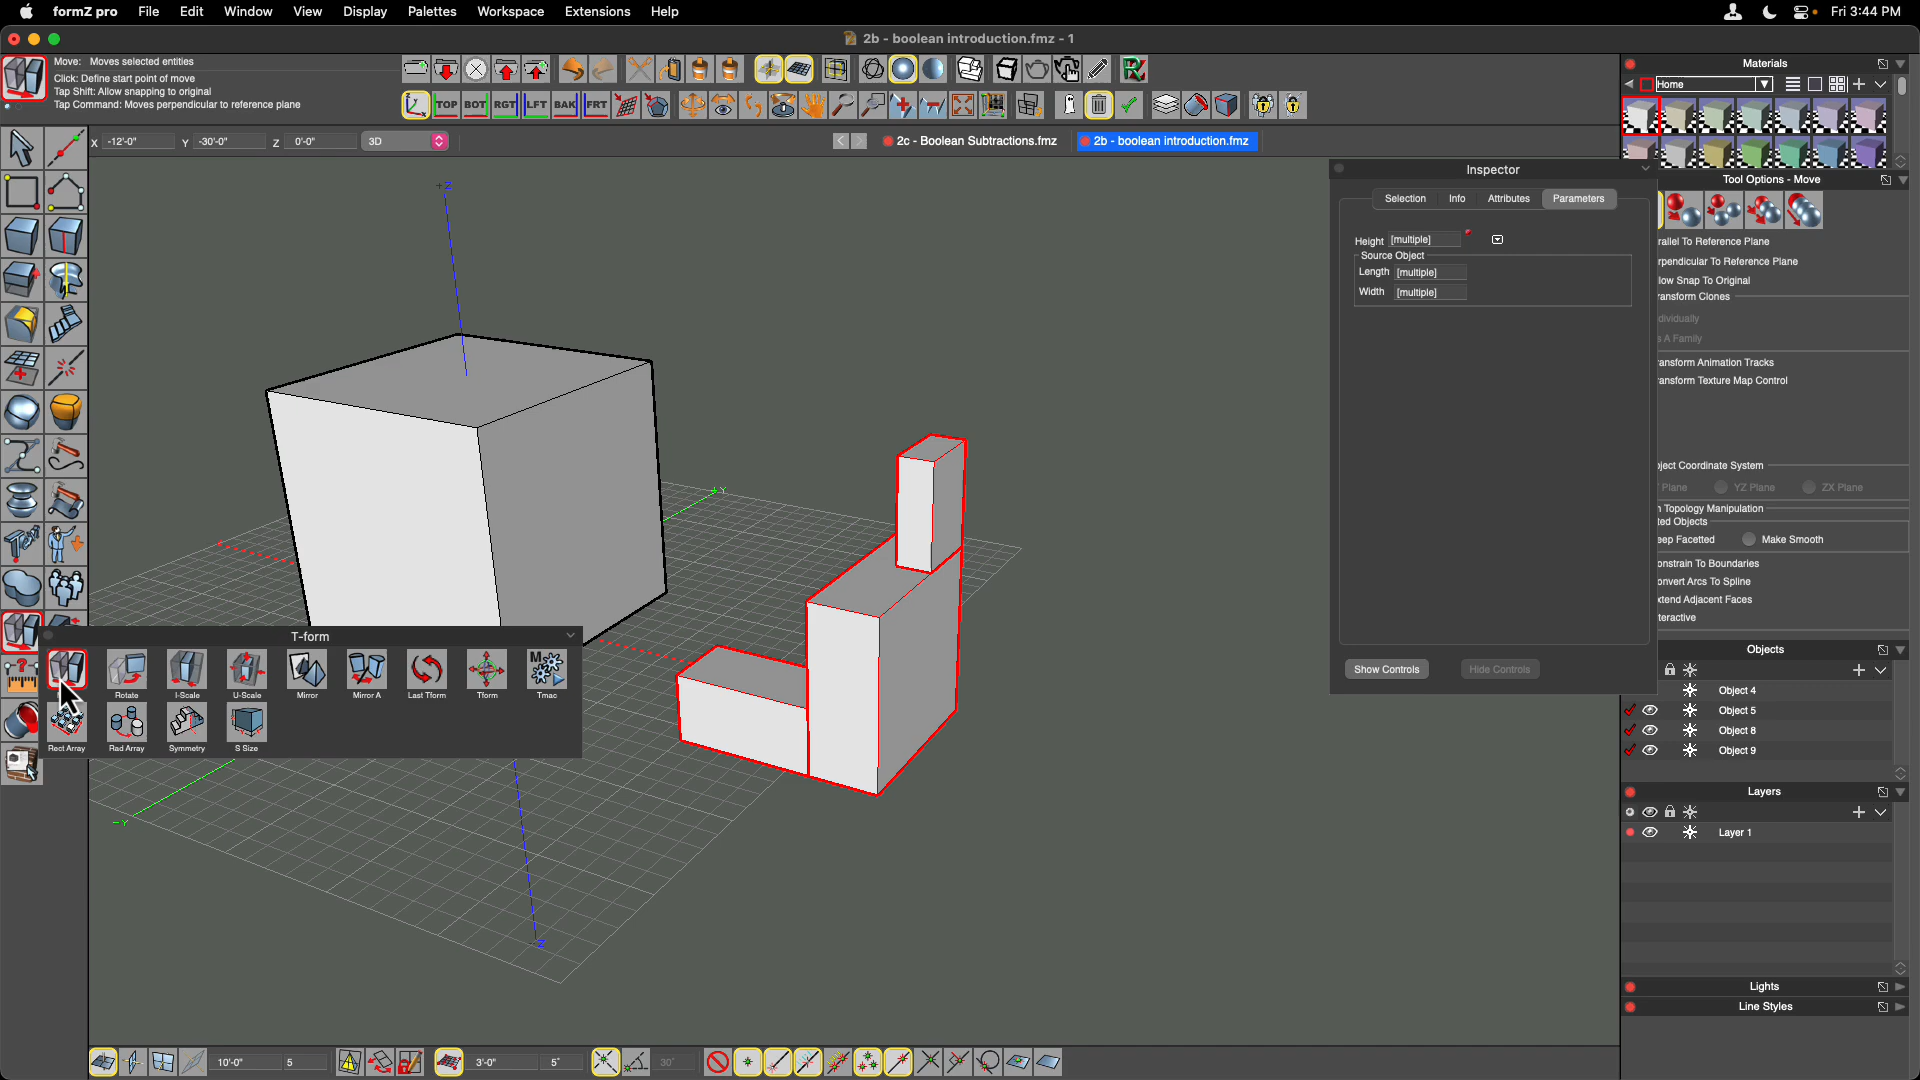 formZ pro File Edit Window View Display Palettes Workspace Extensions Help Fri 3:44 PM
2b - boolean introduction.fmz - 1
Move: Moves selected entities
Click: Define start point of move
Tap Shift: Allow snapping to original
Tap Command: Moves perpendicular to reference plane
TOP BOT RGT LFT BAK FRT
X -12'-0" Y -30'-0" Z 0'-0" 3D
2c - Boolean Subtractions.fmz 2b - boolean introduction.fmz
Materials
Home
Tool Options - Move
rallel To Reference Plane
rpendicular To Reference Plane
low Snap To Original
ransform Clones
dividually
s A Family
ansform Animation Tracks
ansform Texture Map Control
ject Coordinate System
Plane YZ Plane ZX Plane
n Topology Manipulation
ted Objects
eep Facetted Make Smooth
onstrain To Boundaries
onvert Arcs To Spline
xtend Adjacent Faces
teractive
Inspector
Selection Info Attributes Parameters
Height [multiple]
Source Object
Length [multiple]
Width [multiple]
Show Controls Hide Controls
+Z
+Y
-Y
-Z
T-form
Rotate I-Scale U-Scale Mirror Mirror A Last Tform Tform Tmac
M
Rect Array Rad Array Symmetry S Size
Objects
Object 4
Object 5
Object 8
Object 9
Layers
Layer 1
Lights
Line Styles
10'-0" 5 3'-0" 5° 30°